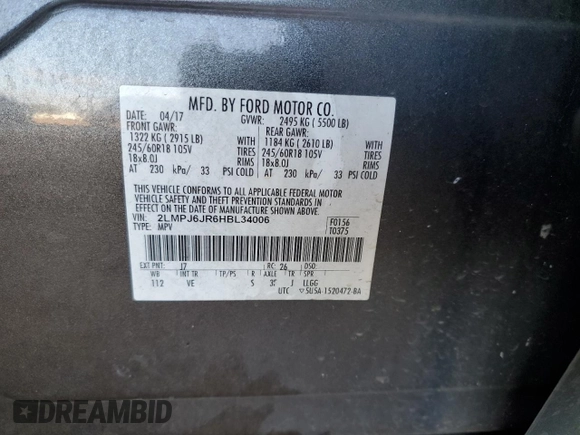 MFD. BY FORD MOTOR CO.
DATE: 04/17 GVWR: 2495 KG ( 5500 LB)
FRONT GAWR: REAR GAWR:
1322 KG ( 2915 LB) WITH 1184 KG ( 2610 LB) WITH
245/60R18 105V TIRES 245/60R18 105V TIRES
18x8.0J RIMS 18x8.0J RIMS
AT 230 kPa/ 33 PSI COLD AT 230 kPa/ 33 PSI COLD
THIS VEHICLE CONFORMS TO ALL APPLICABLE FEDERAL MOTOR
VEHICLE SAFETY AND THEFT PREVENTION STANDARDS IN
EFFECT ON THE DATE OF MANUFACTURE SHOWN ABOVE.
VIN: 2LMPJ6JR6HBL34006 F0156
TYPE: MPV T0375
EXT PNT: J7 RC: 26 DSO:
WB INT TR TP/PS R AXLE TR SPR
112 VE S J LLGG
UTC ▽5U5A 1520472-BA
DREAMBID